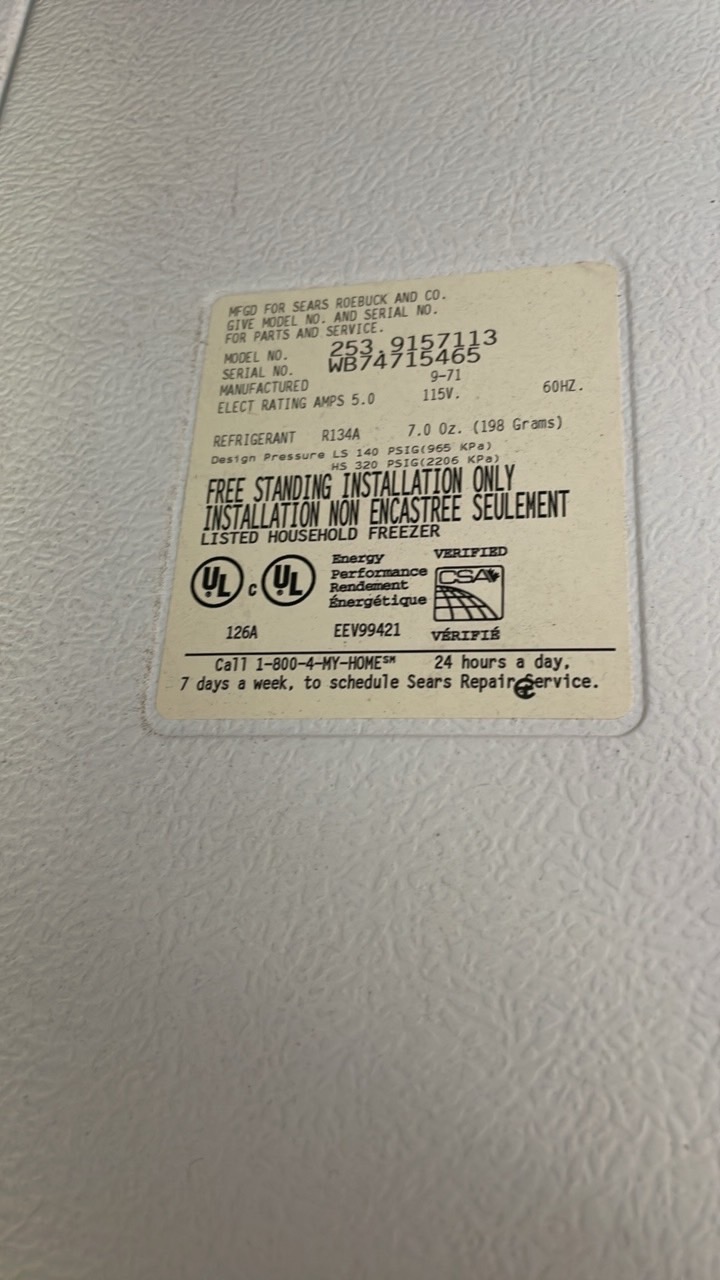 MFGD FOR SEARS ROEBUCK AND CO.
GIVE MODEL NO. AND SERIAL NO.
FOR PARTS AND SERVICE.
MODEL NO. 253.9157113
SERIAL NO. WB74715465
MANUFACTURED 9-71
ELECT RATING AMPS 5.0 115V. 60HZ.
REFRIGERANT R134A 7.0 Oz. (198 Grams)
Design Pressure LS 140 PSIG(965 KPa)
HS 320 PSIG(2206 KPa)
FREE STANDING INSTALLATION ONLY
INSTALLATION NON ENCASTREE SEULEMENT
LISTED HOUSEHOLD FREEZER
UL C UL
126A
Energy
Performance
Rendement
Énergétique
EEV99421
VERIFIED
CSA
VÉRIFIÉ
Call 1-800-4-MY-HOME℠ 24 hours a day,
7 days a week, to schedule Sears Repair Service.